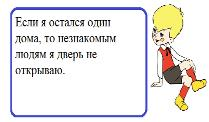 Если я остался один
дома, то незнакомым
людям я дверь не
открываю.